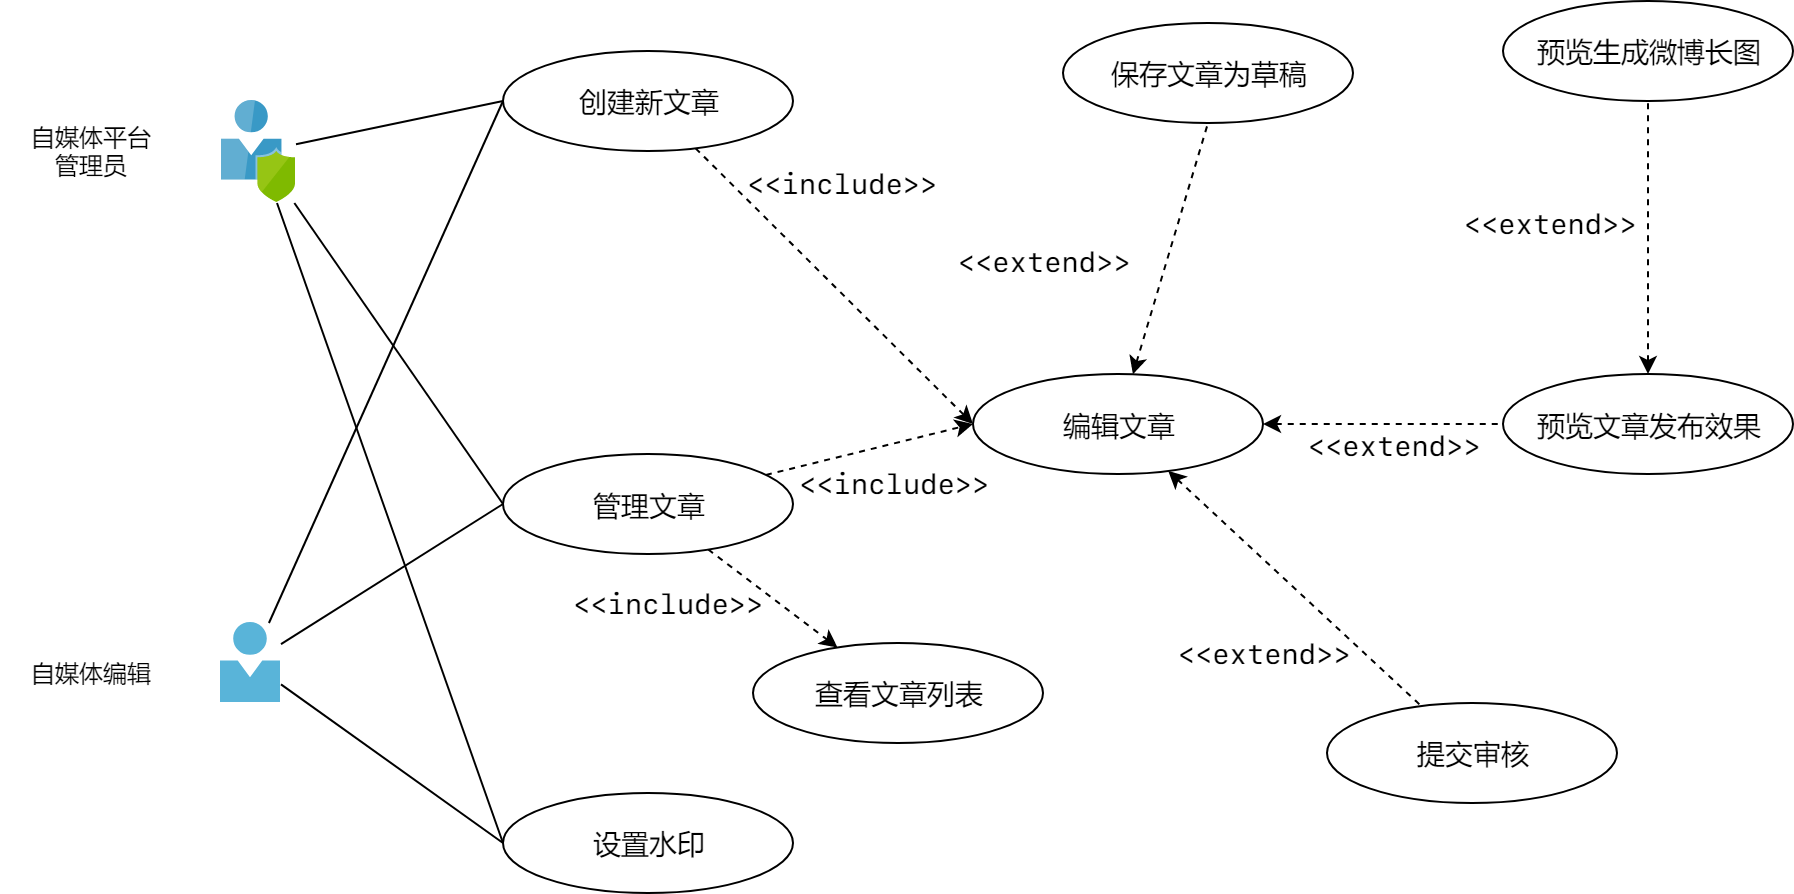 预览生成微博长图
保存文章为草稿
创建新文章
自媒体平台
管理员
<<include>>
<<extend>>
<<extend>>
编辑文章
预览文章发布效果
<<extend>>
<<include>>
管理文章
<<include>>
<<extend>>
自媒体编辑
查看文章列表
提交审核
设置水印